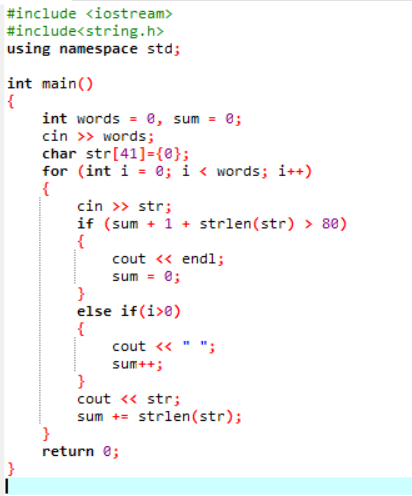 #include <iostream>
#include<string.h>
using namespace std;

int main()
{
    int words = 0, sum = 0;
    cin >> words;
    char str[41]={0};
    for (int i = 0; i < words; i++)
    {
        cin >> str;
        if (sum + 1 + strlen(str) > 80)
        {
            cout << endl;
            sum = 0;
        }
        else if(i>0)
        {
            cout << " ";
            sum++;
        }
        cout << str;
        sum += strlen(str);
    }
    return 0;
}